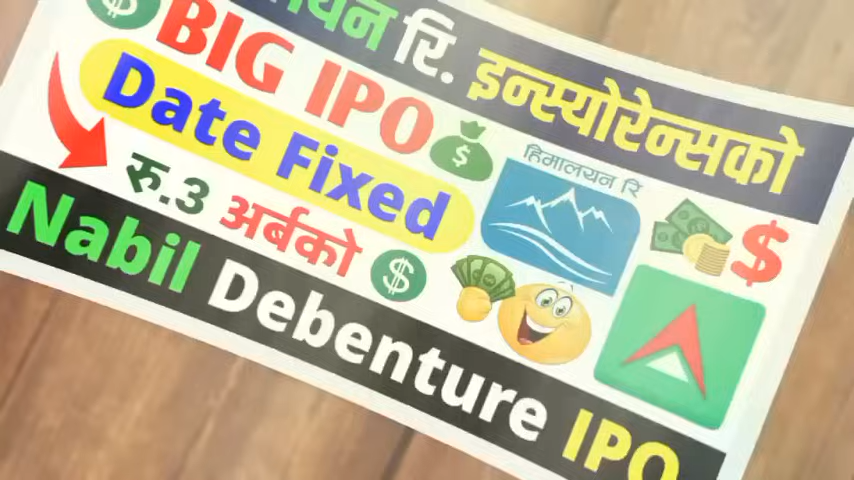 रि. इन्स्योरेन्सको
BIG IPO
Date Fixed
हिमालयन रि
रु.3 अर्बको
Nabil Debenture IPO